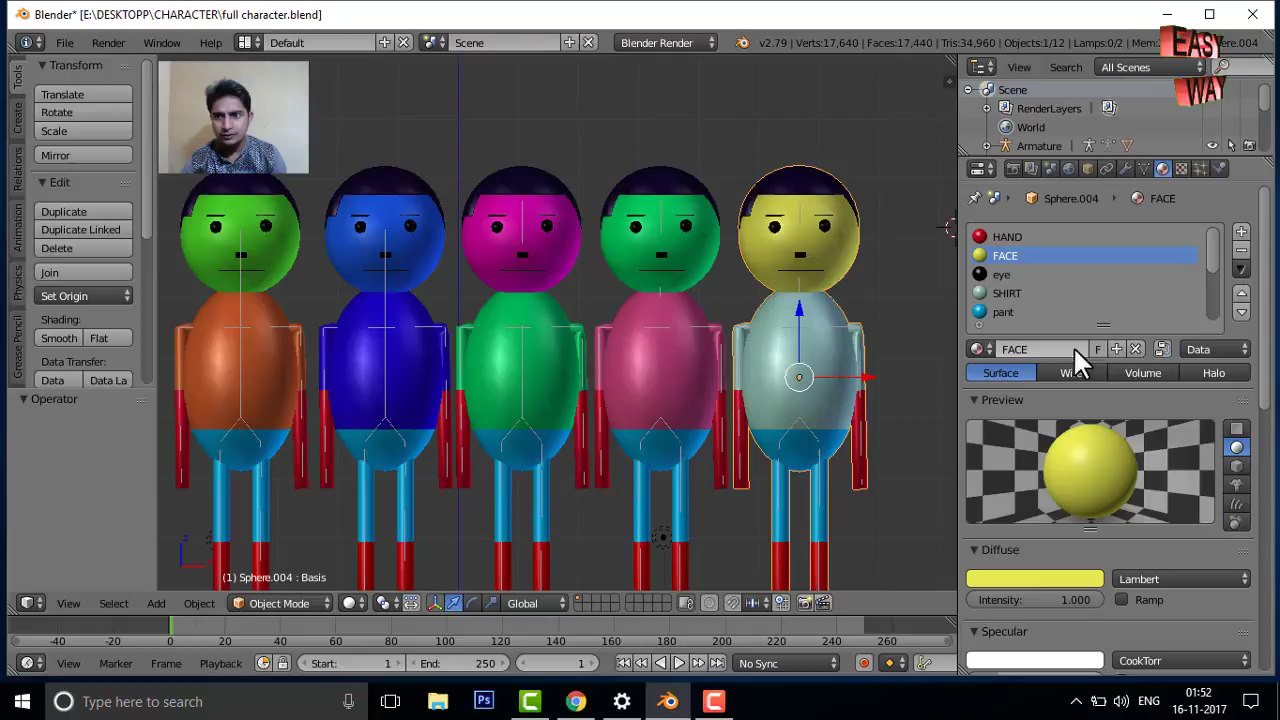 Blender* [E:\DESKTOPP\CHARACTER\full character.blend]
File Render Window Help Default Scene Blender Render v2.79 | Verts:17,640 | Faces:17,440 | Tris:34,960 | Objects:1/12 | Lamps:0/2 | Mem:
EASY
WAY
Tools
Create
Relations
Animation
Physics
Grease Pencil
Transform
Translate
Rotate
Scale
Mirror
Edit
Duplicate
Duplicate Linked
Delete
Join
Set Origin
Shading:
Smooth Flat
Data Transfer:
Data Data La
Operator
(1) Sphere.004 : Basis
View Select Add Object Object Mode Global
-40 -20 0 20 40 60 80 100 120 140 160 180 200 220 240 260
View Marker Frame Playback Start: 1 End: 250 1 No Sync
View Search All Scenes
Scene
RenderLayers
World
Armature
Sphere.004 FACE
HAND
FACE
eye
SHIRT
pant
FACE F Data
Surface Volume Halo
Preview
Diffuse
Lambert
Intensity: 1.000 Ramp
Specular
CookTorr
Type here to search
Ps
ENG
01:52
16-11-2017